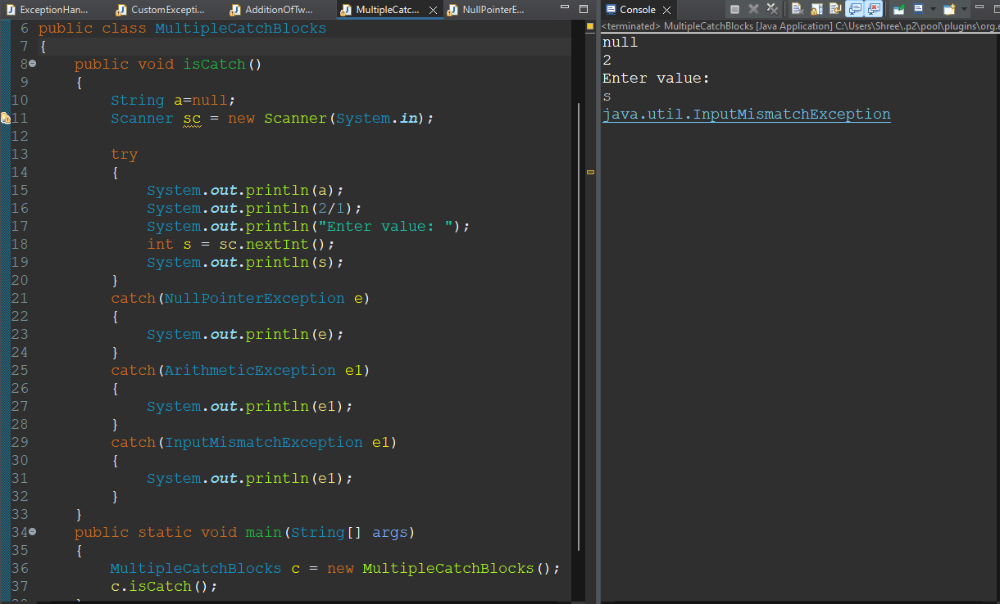 ExceptionHan... CustomExcepti... AdditionOfTw... MultipleCatc... NullPointerE...
6 public class MultipleCatchBlocks
7 {
8 public void isCatch()
9 {
10 String a=null;
11 Scanner sc = new Scanner(System.in);
12
13 try
14 {
15 System.out.println(a);
16 System.out.println(2/1);
17 System.out.println("Enter value: ");
18 int s = sc.nextInt();
19 System.out.println(s);
20 }
21 catch(NullPointerException e)
22 {
23 System.out.println(e);
24 }
25 catch(ArithmeticException e1)
26 {
27 System.out.println(e1);
28 }
29 catch(InputMismatchException e1)
30 {
31 System.out.println(e1);
32 }
33 }
34 public static void main(String[] args)
35 {
36 MultipleCatchBlocks c = new MultipleCatchBlocks();
37 c.isCatch();
Console
<terminated> MultipleCatchBlocks [Java Application] C:\Users\Shree\.p2\pool\plugins\org.e
null
2
Enter value:
s
java.util.InputMismatchException